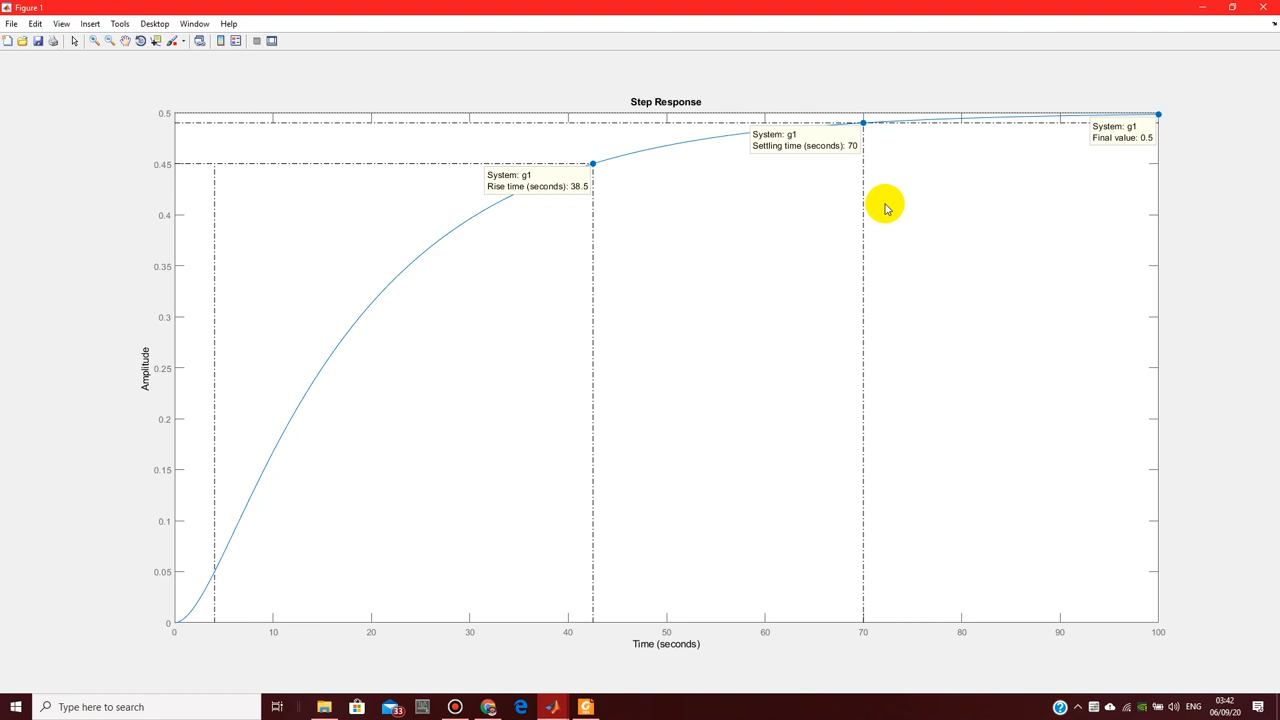 Figure 1
File Edit View Insert Tools Desktop Window Help
Step Response
0.5
0.45
0.4
0.35
0.3
0.25
0.2
0.15
0.1
0.05
0
Amplitude
System: g1
Rise time (seconds): 38.5
System: g1
Settling time (seconds): 70
System: g1
Final value: 0.5
0 10 20 30 40 50 60 70 80 90 100
Time (seconds)
Type here to search
33
ENG
03:42
06/09/20